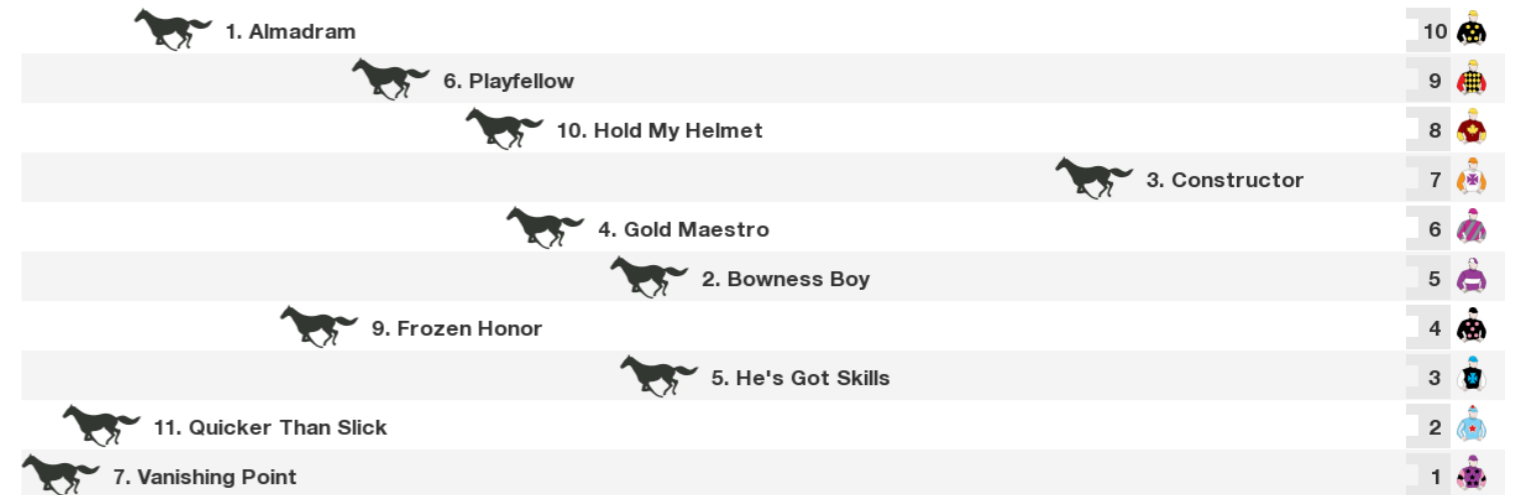 1. Almadram 10
6. Playfellow 9
10. Hold My Helmet 8
3. Constructor 7
4. Gold Maestro 6
2. Bowness Boy 5
9. Frozen Honor 4
5. He's Got Skills 3
11. Quicker Than Slick 2
7. Vanishing Point 1